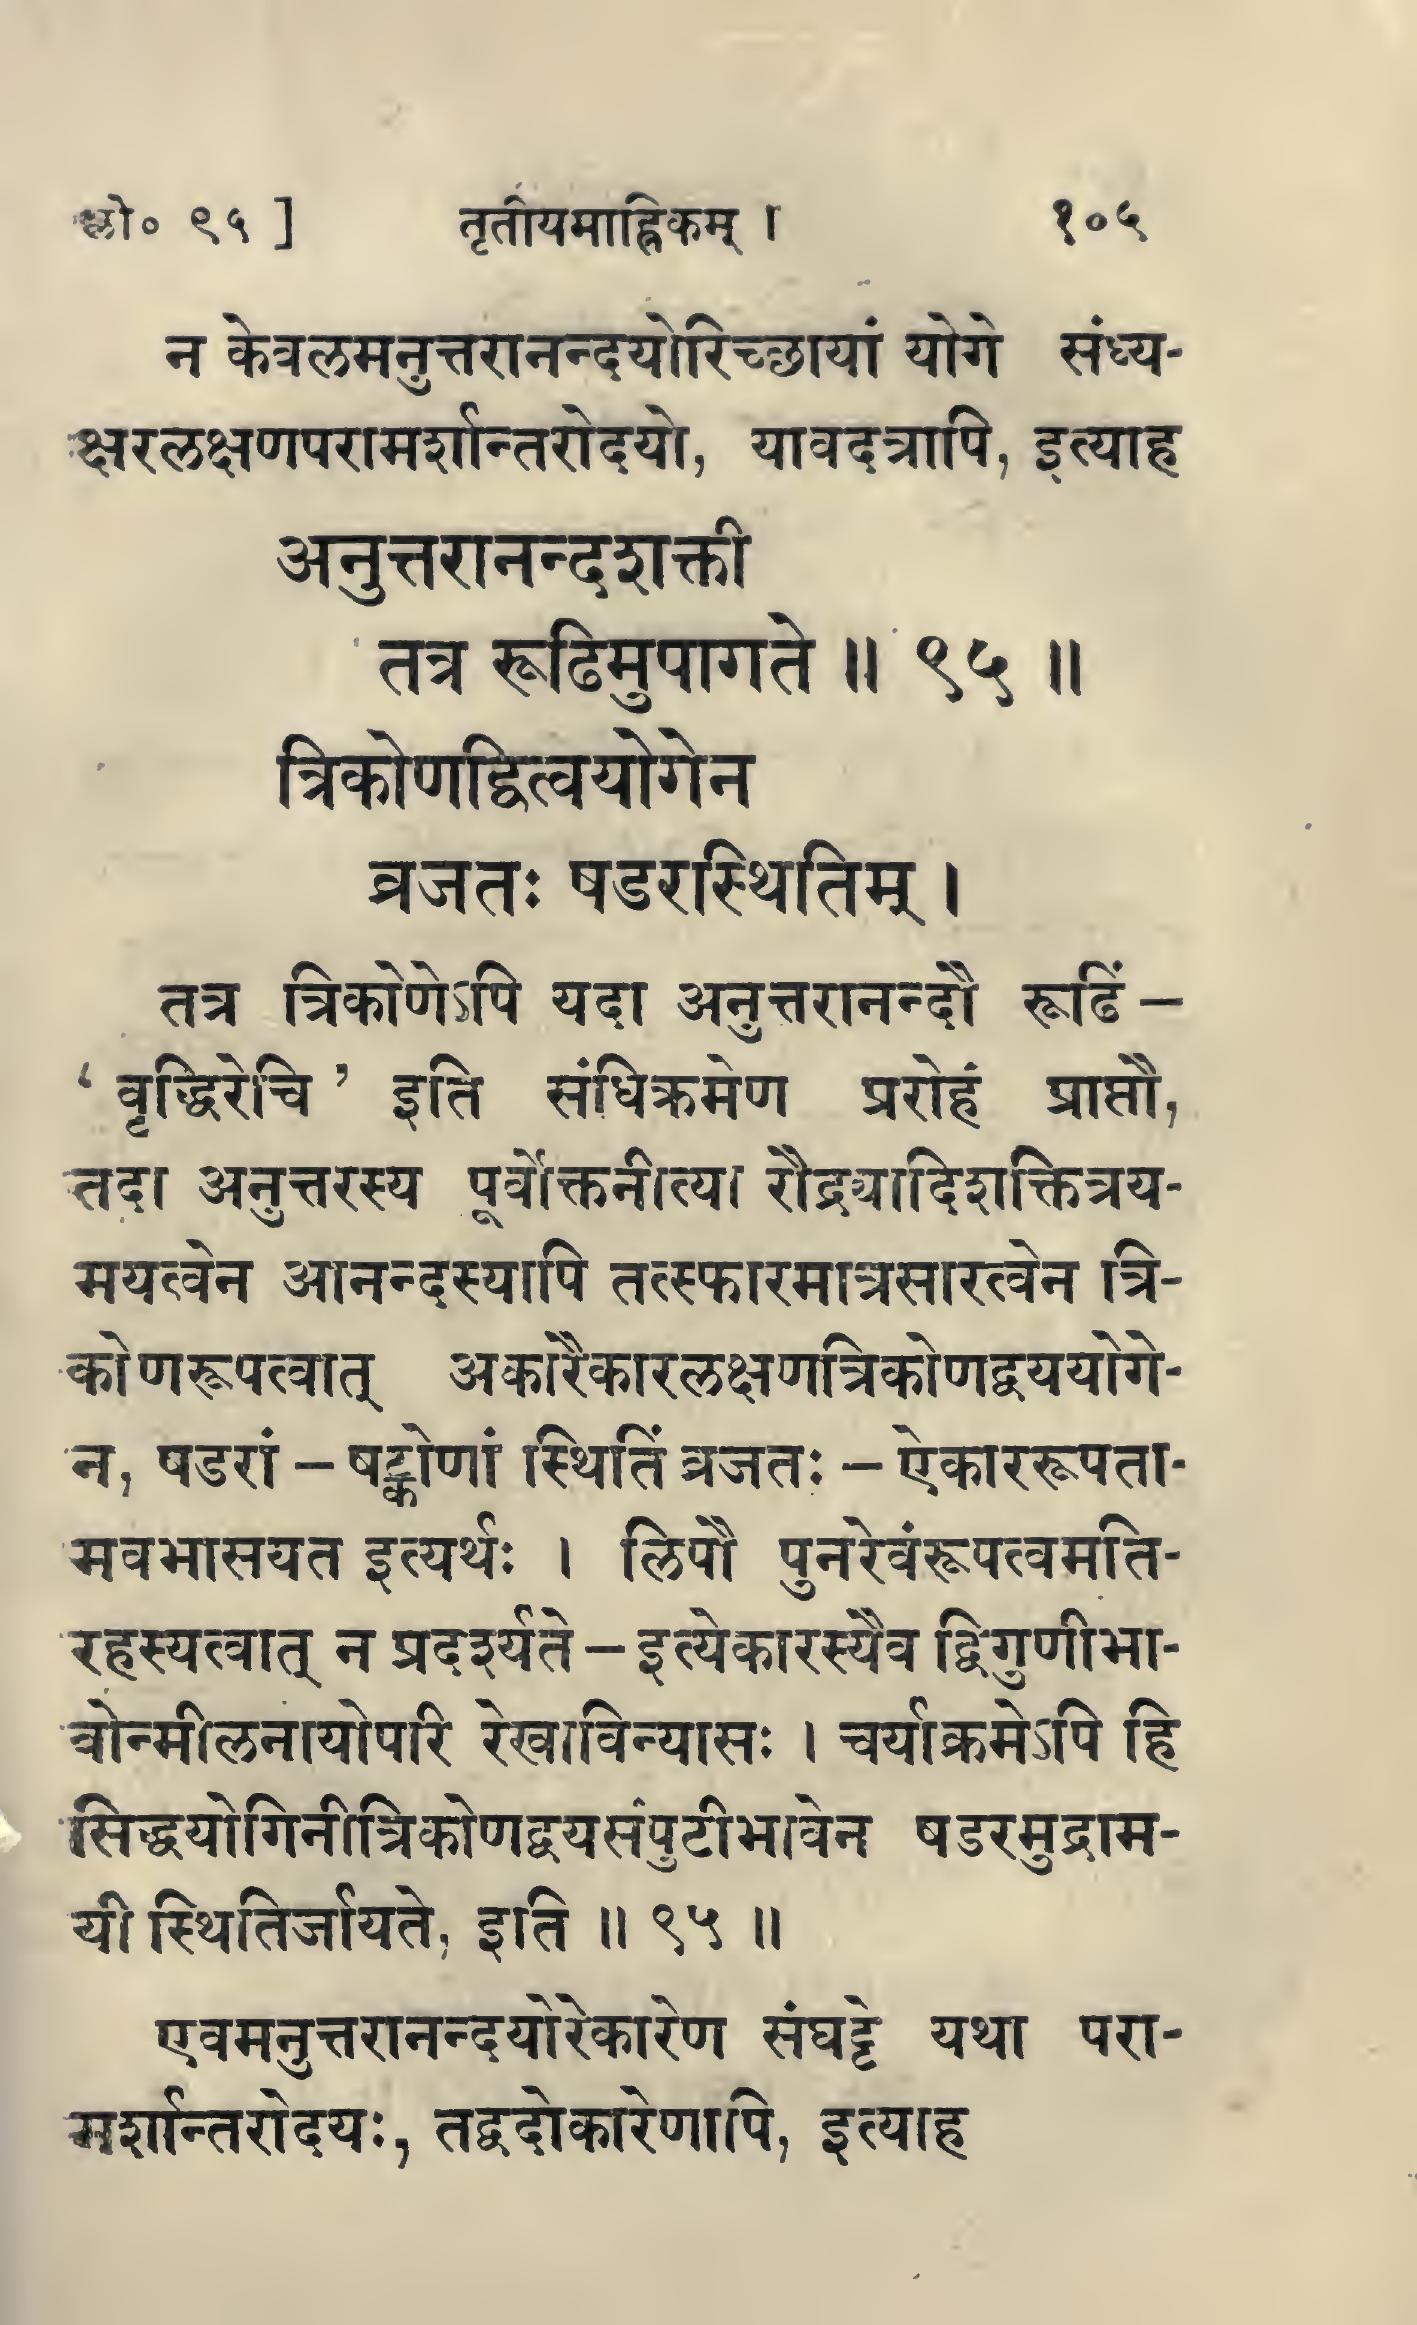 श्लो० ९५ ] तृतीयमाह्निकम् । १०५
न केवलमनुत्तरानन्दयोरिच्छायां योगे संध्य-
क्षरलक्षणपरामर्शान्तरोदयो, यावदत्रापि, इत्याह
अनुत्तरानन्दशक्ती
तत्र रूढिमुपागते ॥ ९५ ॥
त्रिकोणद्वित्वयोगेन
व्रजतः षडरस्थितिम् ।
तत्र त्रिकोणेऽपि यदा अनुत्तरानन्दौ रूढिं —
‘ वृद्धिरेचि ’ इति संधिक्रमेण प्ररोहं प्राप्तौ,
तदा अनुत्तरस्य पूर्वोक्तनीत्या रौद्र्यादिशक्तित्रय-
मयत्वेन आनन्दस्यापि तत्स्फारमात्रसारत्वेन त्रि-
कोणरूपत्वात् अकारैकारलक्षणत्रिकोणद्वययोगे-
न, षडरां — षट्कोणां स्थितिं व्रजतः — ऐकाररूपता-
मवभासयत इत्यर्थः । लिपौ पुनरेवंरूपत्वमति-
रहस्यत्वात् न प्रदर्श्यते — इत्येकारस्यैव द्विगुणीभा-
वोन्मीलनायोपरि रेखाविन्यासः । चर्याक्रमेऽपि हि
सिद्धयोगिनीत्रिकोणद्वयसंपुटीभावेन षडरमुद्राम-
यी स्थितिर्जायते, इति ॥ ९५ ॥
एवमनुत्तरानन्दयोरेकारेण संघट्टे यथा परा-
मर्शान्तरोदयः, तद्वदोकारेणापि, इत्याह